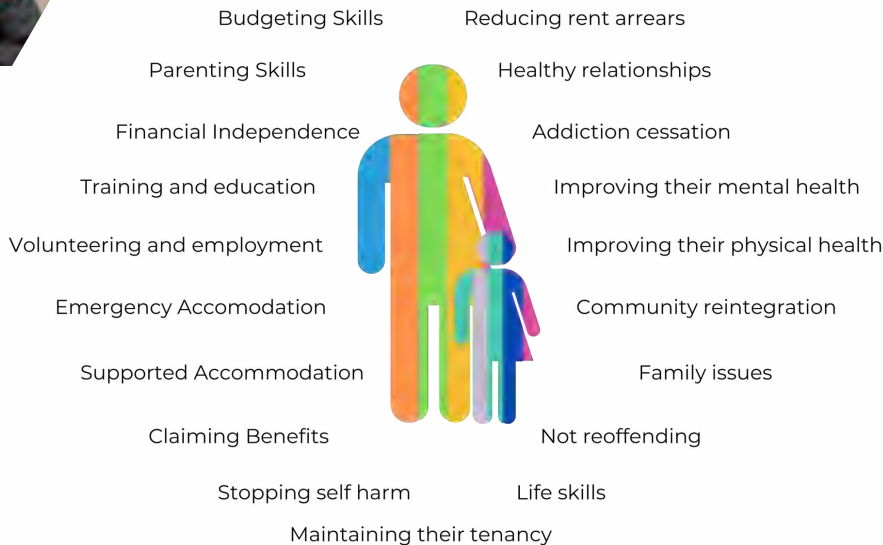 Budgeting Skills
Reducing rent arrears
Parenting Skills
Healthy relationships
Financial Independence
Addiction cessation
Training and education
Improving their mental health
Volunteering and employment
Improving their physical health
Emergency Accomodation
Community reintegration
Supported Accommodation
Family issues
Claiming Benefits
Not reoffending
Stopping self harm
Life skills
Maintaining their tenancy